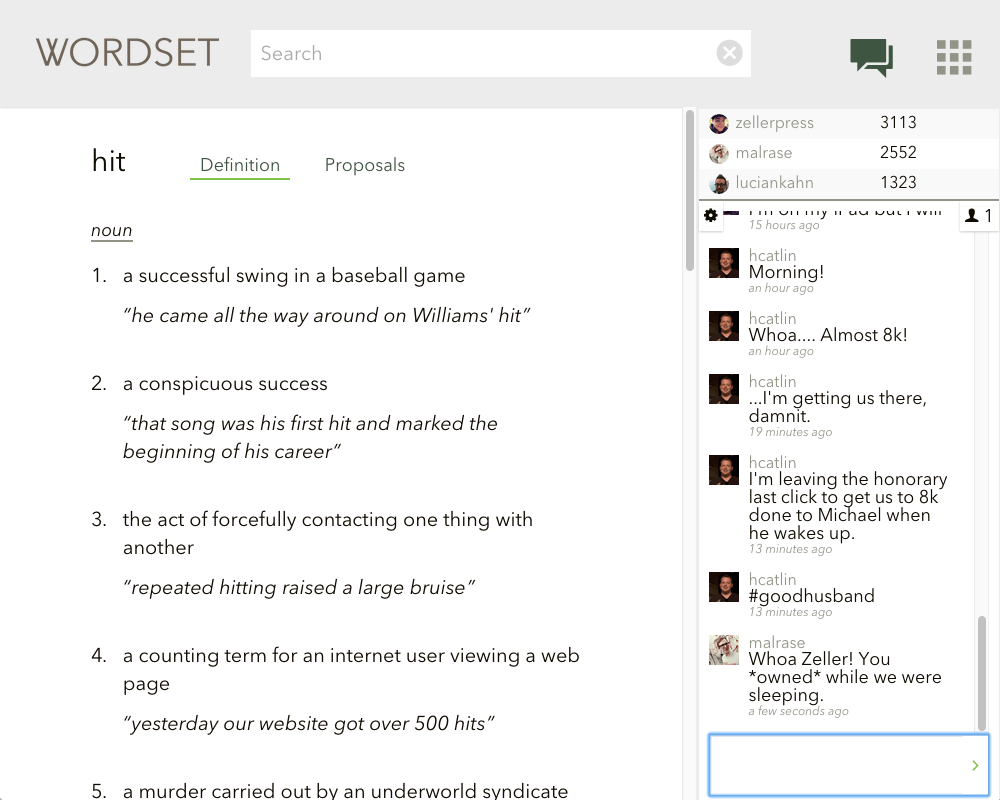 WORDSET
Search
hit
Definition
Proposals
noun
1. a successful swing in a baseball game
“he came all the way around on Williams' hit”
2. a conspicuous success
“that song was his first hit and marked the
beginning of his career”
3. the act of forcefully contacting one thing with
another
“repeated hitting raised a large bruise”
4. a counting term for an internet user viewing a web
page
“yesterday our website got over 500 hits”
5. a murder carried out by an underworld syndicate
zellerpress 3113
malrase 2552
luciankahn 1323
I'm on my iPad but I will
1
15 hours ago
hcatlin
Morning!
an hour ago
hcatlin
Whoa.... Almost 8k!
an hour ago
hcatlin
...I'm getting us there,
damnit.
19 minutes ago
hcatlin
I'm leaving the honorary
last click to get us to 8k
done to Michael when
he wakes up.
13 minutes ago
hcatlin
#goodhusband
13 minutes ago
malrase
Whoa Zeller! You
*owned* while we were
sleeping.
a few seconds ago